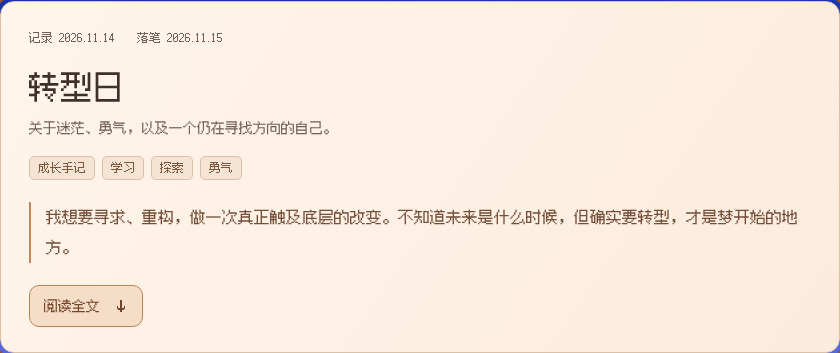 记录 2026.11.14 落笔 2026.11.15
转型日
关于迷茫、勇气，以及一个仍在寻找方向的自己。
成长手记 学习 探索 勇气
我想要寻求、重构，做一次真正触及底层的改变。不知道未来是什么时候，但确实要转型，才是梦开始的地
方。
阅读全文 ↓